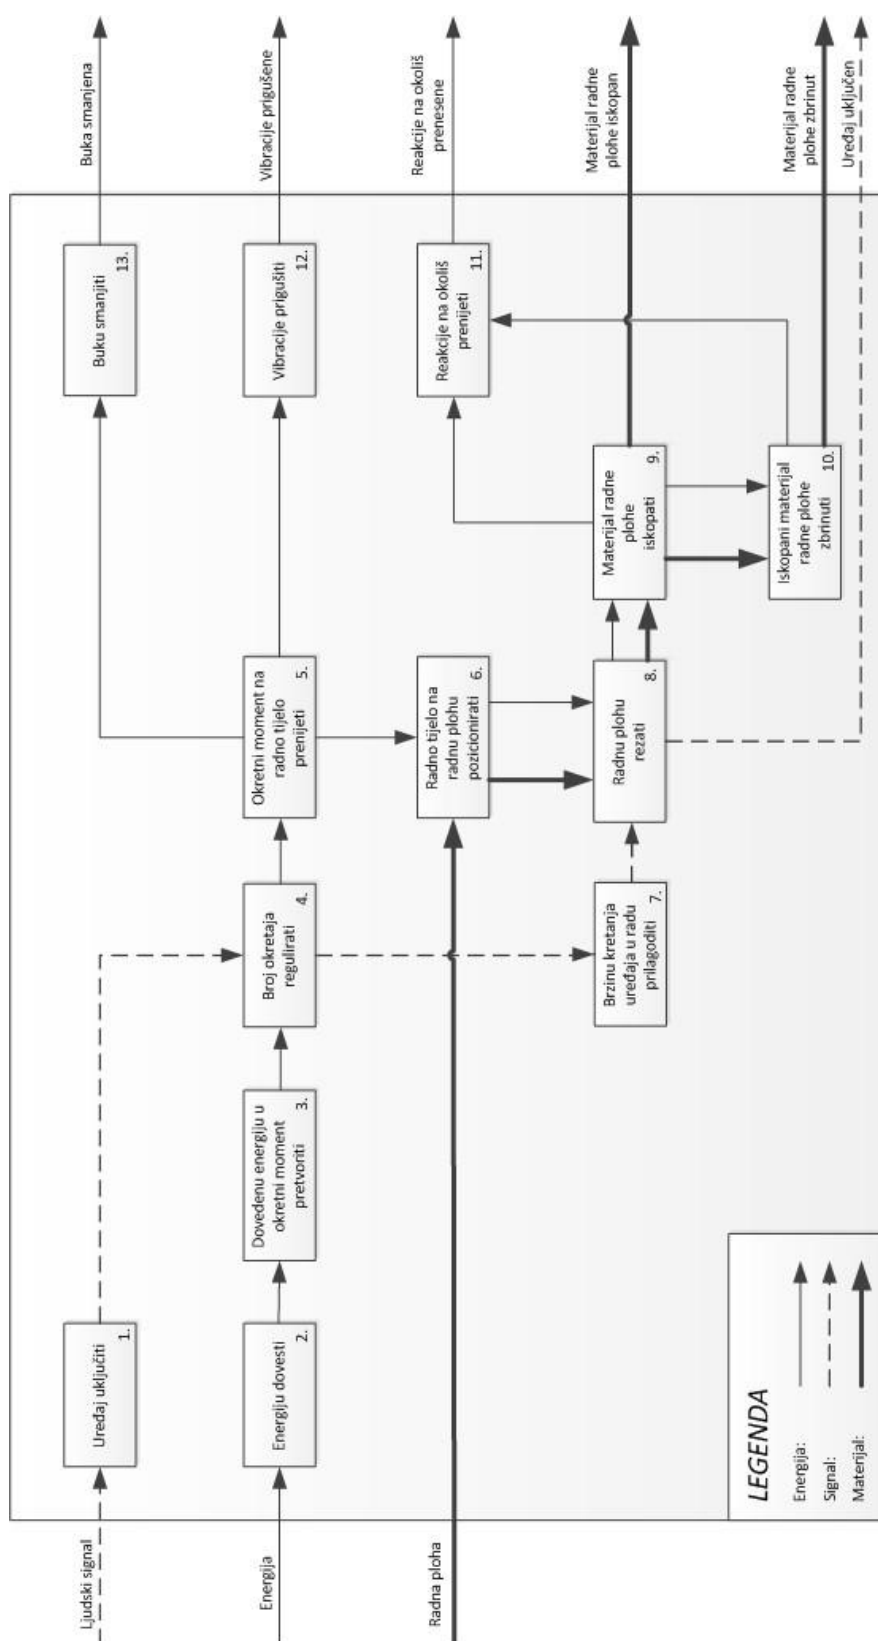 Ljudski signal
Energija
Radna ploha
Uređaj uključiti
1.
Energiju dovesti
2.
Dovedenu energiju u
okretni moment
pretvoriti
3.
Broj okretaja
regulirati
4.
Okretni moment na
radno tijelo
prenijeti
5.
Radno tijelo na
radnu plohu
pozicionirati
6.
Brzinu kretanja
uređaja u radu
prilagoditi
7.
Radnu plohu
rezati
8.
Materijal radne
plohe
iskopati
9.
Iskopani materijal
radne plohe
zbrinuti
10.
Reakcije na okoliš
prenijeti
11.
Vibracije prigušiti
12.
Buku smanjiti
13.
Buka smanjena
Vibracije prigušene
Reakcije na okoliš
prenesene
Materijal radne
plohe iskopan
Materijal radne
plohe zbrinut
Uređaj uključen
LEGENDA
Energija:
Signal:
Materijal: